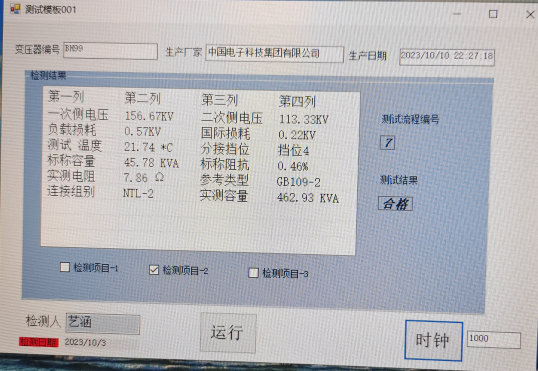 测试模板001
变压器编号 BH99 生产厂家 中国电子科技集团有限公司 生产日期 2023/10/10 22:27:18
检测结果
第一列 第二列 第三列 第四列
一次侧电压 156.67KV 二次侧电压 113.33KV
负载损耗 0.57KV 国际损耗 0.22KV
测试 温度 21.74 *C 分接挡位 挡位4
标称容量 45.78 KVA 标称阻抗 0.46%
实测电阻 7.86 Ω 参考类型 GB109-2
连接组别 NTL-2 实测容量 462.93 KVA
测试流程编号
7
测试结果
合格
检测项目-1 检测项目-2 检测项目-3
检测人 艺涵 运行 时钟 1000
检测日期 2023/10/3